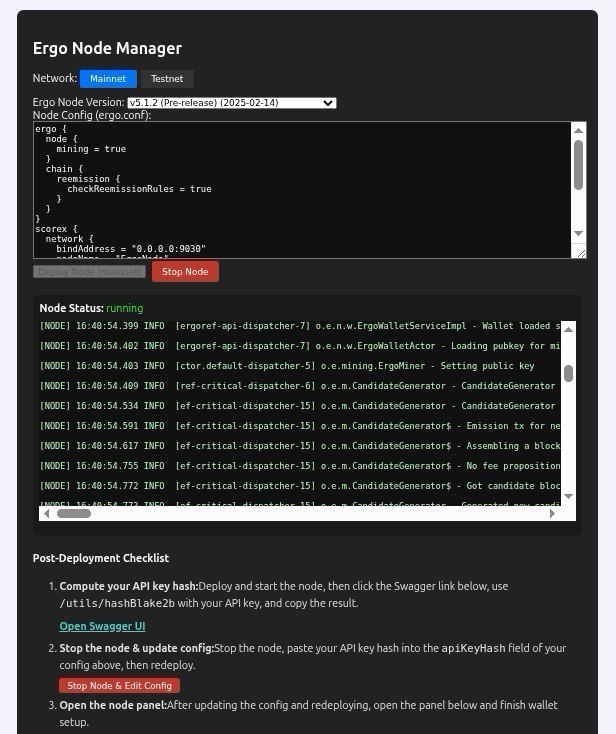 Ergo Node Manager
Network: Mainnet Testnet
Ergo Node Version: v5.1.2 (Pre-release) (2025-02-14)
Node Config (ergo.conf):
ergo {
  node {
    mining = true
  }
  chain {
    reemission {
      checkReemissionRules = true
    }
  }
}
scorex {
  network {
    bindAddress = "0.0.0.0:9030"
    nodeName = "ErgoNode"
Deploy Node (mainnet) Stop Node
Node Status: running
[NODE] 16:40:54.399 INFO  [ergoref-api-dispatcher-7] o.e.n.w.ErgoWalletServiceImpl - Wallet loaded s
[NODE] 16:40:54.402 INFO  [ergoref-api-dispatcher-7] o.e.n.w.ErgoWalletActor - Loading pubkey for mi
[NODE] 16:40:54.403 INFO  [ctor.default-dispatcher-5] o.e.mining.ErgoMiner - Setting public key
[NODE] 16:40:54.409 INFO  [ref-critical-dispatcher-6] o.e.m.CandidateGenerator - CandidateGenerator
[NODE] 16:40:54.534 INFO  [ef-critical-dispatcher-15] o.e.m.CandidateGenerator - CandidateGenerator
[NODE] 16:40:54.591 INFO  [ef-critical-dispatcher-15] o.e.m.CandidateGenerator$ - Emission tx for ne
[NODE] 16:40:54.617 INFO  [ef-critical-dispatcher-15] o.e.m.CandidateGenerator$ - Assembling a block
[NODE] 16:40:54.755 INFO  [ef-critical-dispatcher-15] o.e.m.CandidateGenerator$ - No fee proposition
[NODE] 16:40:54.772 INFO  [ef-critical-dispatcher-15] o.e.m.CandidateGenerator$ - Got candidate bloc
[NODE] 16:40:54.773 INFO  [ef-critical-dispatcher-15] o.e.m.CandidateGenerator - Generated new candi
Post-Deployment Checklist
1. Compute your API key hash:Deploy and start the node, then click the Swagger link below, use
/utils/hashBlake2b with your API key, and copy the result.
Open Swagger UI
2. Stop the node & update config:Stop the node, paste your API key hash into the apiKeyHash field of your
config above, then redeploy.
Stop Node & Edit Config
3. Open the node panel:After updating the config and redeploying, open the panel below and finish wallet
setup.